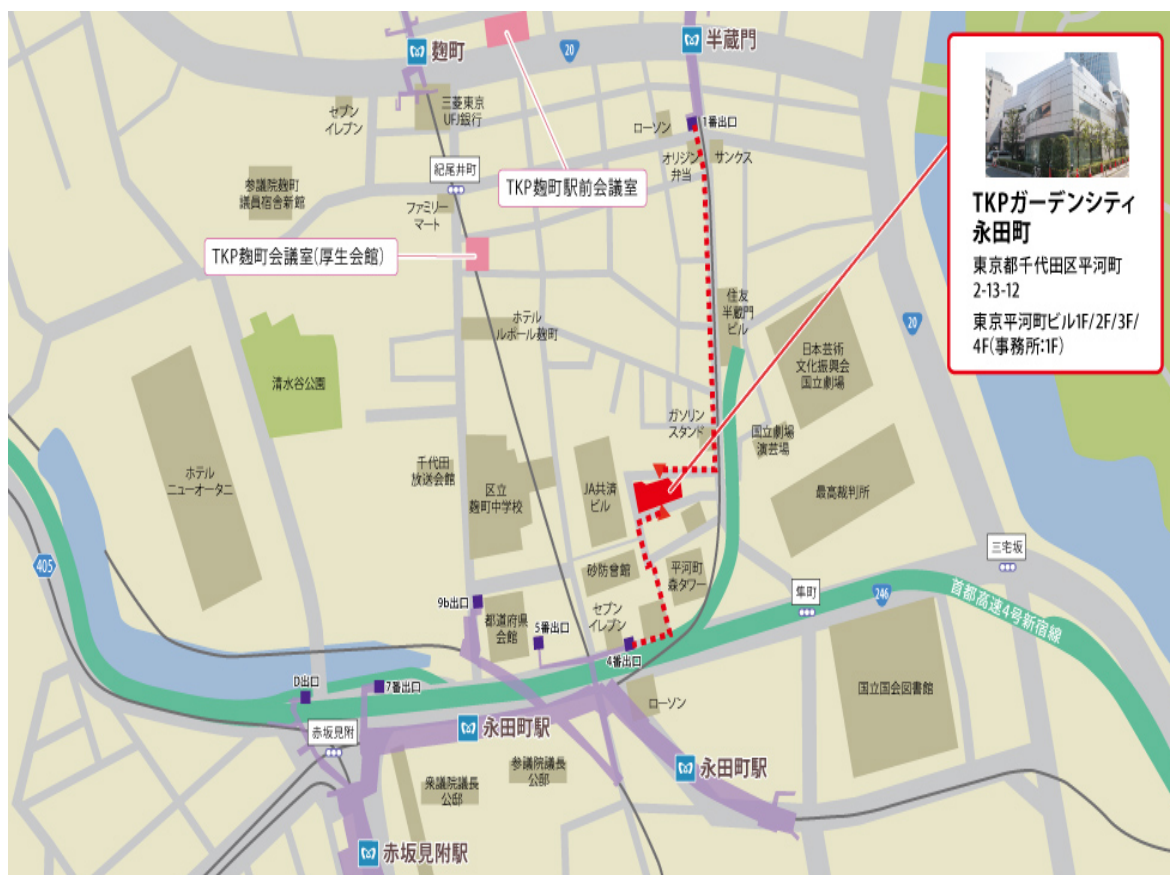 麹町
半蔵門
20
セブン
イレブン
三菱東京
UFJ銀行
ローソン
1番出口
オリジン
弁当
サンクス
紀尾井町
TKP麹町駅前会議室
参議院麹町
議員宿舎新館
ファミリー
マート
TKP麹町会議室(厚生会館)
TKPガーデンシティ
永田町
東京都千代田区平河町
2-13-12
東京平河町ビル1F/2F/3F/
4F(事務所:1F)
ホテル
ルポール麹町
住友
半蔵門
ビル
20
日本芸術
文化振興会
国立劇場
清水谷公園
ガソリン
スタンド
国立劇場
演芸場
千代田
放送会館
ホテル
ニューオータニ
区立
麹町中学校
JA共済
ビル
最高裁判所
三宅坂
405
砂防會館
平河町
森タワー
隼町
246
首都高速4号新宿線
9b出口
都道府県
会館
5番出口
セブン
イレブン
4番出口
D出口
7番出口
国立国会図書館
ローソン
赤坂見附
永田町駅
参議院議長
公邸
永田町駅
衆議院議長
公邸
赤坂見附駅